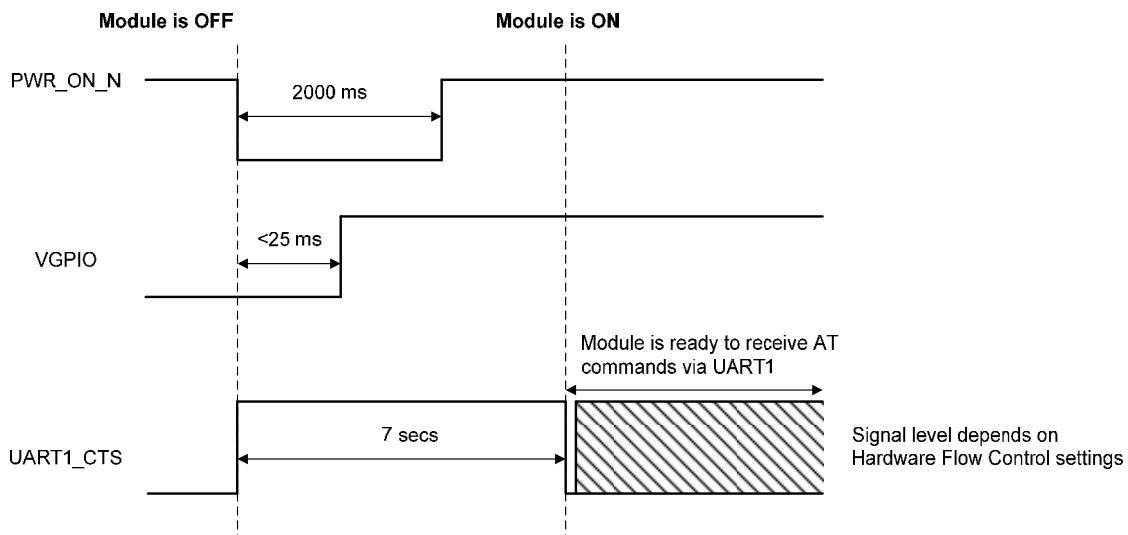 Module is OFF
Module is ON
PWR_ON_N
2000 ms
<25 ms
VGPIO
Module is ready to receive AT
commands via UART1
7 secs
UART1_CTS
Signal level depends on
Hardware Flow Control settings